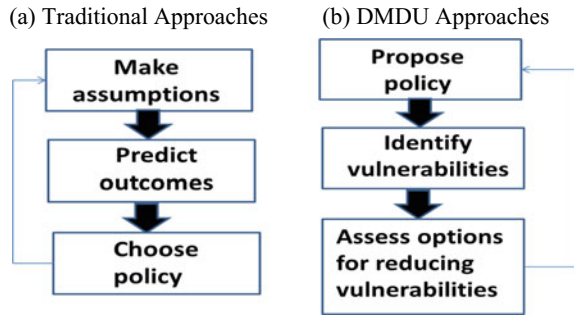 (a) Traditional Approaches
Make
assumptions
Predict
outcomes
Choose
policy
(b) DMDU Approaches
Propose
policy
Identify
vulnerabilities
Assess options
for reducing
vulnerabilities